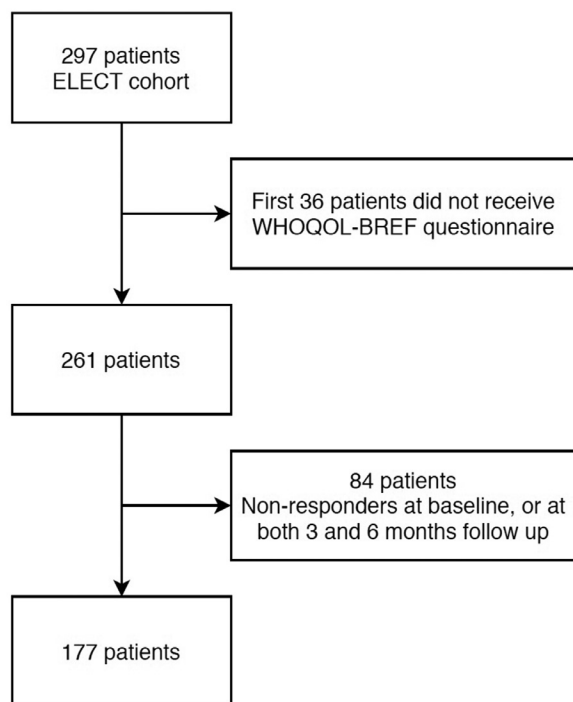 297 patients
ELECT cohort
First 36 patients did not receive
WHOQOL-BREF questionnaire
261 patients
84 patients
Non-responders at baseline, or at
both 3 and 6 months follow up
177 patients